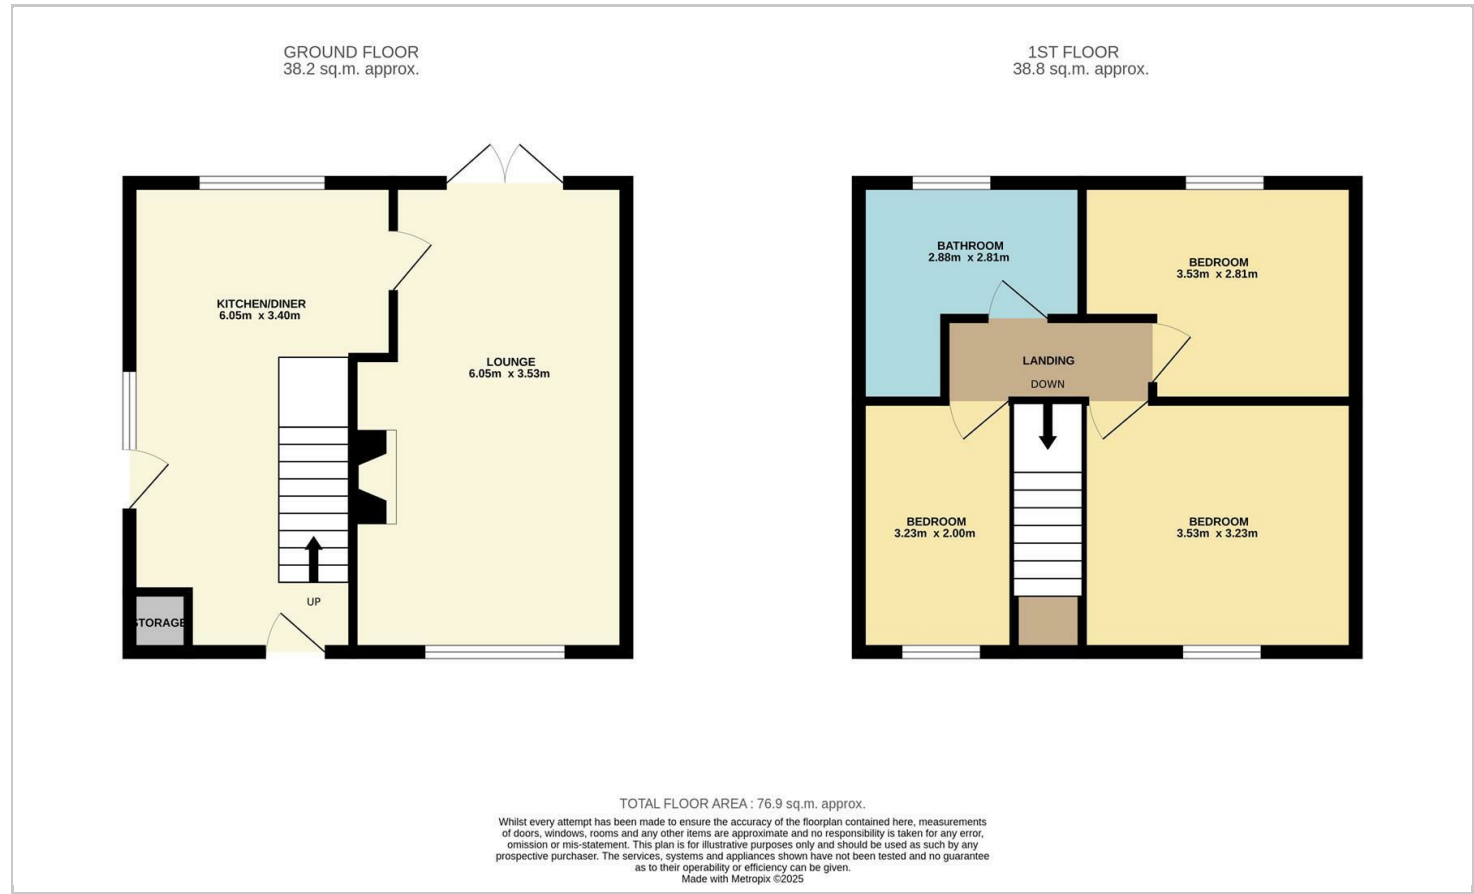 GROUND FLOOR
38.2 sq.m. approx.
1ST FLOOR
38.8 sq.m. approx.
KITCHEN/DINER
6.05m x 3.40m
LOUNGE
6.05m x 3.53m
UP
STORAGE
BATHROOM
2.88m x 2.81m
BEDROOM
3.53m x 2.81m
LANDING
DOWN
BEDROOM
3.23m x 2.00m
BEDROOM
3.53m x 3.23m
TOTAL FLOOR AREA : 76.9 sq.m. approx.
Whilst every attempt has been made to ensure the accuracy of the floorplan contained here, measurements
of doors, windows, rooms and any other items are approximate and no responsibility is taken for any error,
omission or mis-statement. This plan is for illustrative purposes only and should be used as such by any
prospective purchaser. The services, systems and appliances shown have not been tested and no guarantee
as to their operability or efficiency can be given.
Made with Metropix ©2025